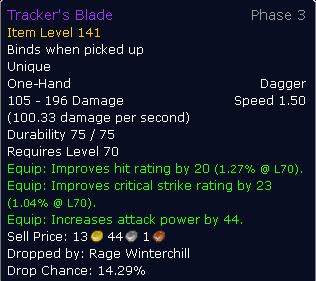 Tracker's Blade Phase 3
Item Level 141
Binds when picked up
Unique
One-Hand Dagger
105 - 196 Damage Speed 1.50
(100.33 damage per second)
Durability 75 / 75
Requires Level 70
Equip: Improves hit rating by 20 (1.27% @ L70).
Equip: Improves critical strike rating by 23
(1.04% @ L70).
Equip: Increases attack power by 44.
Sell Price: 13 44 1
Dropped by: Rage Winterchill
Drop Chance: 14.29%